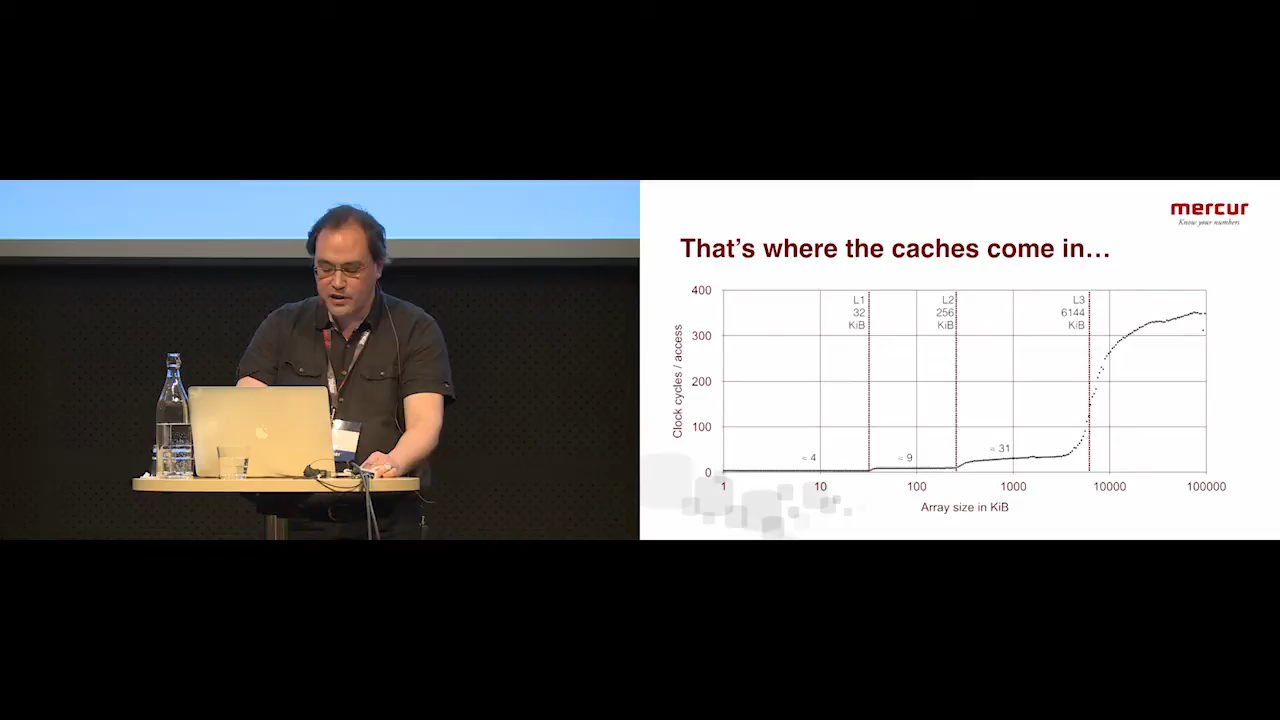 mercur
Know your numbers
That's where the caches come in...
400
300
200
100
0
Clock cycles / access
L1
32
KiB
L2
256
KiB
L3
6144
KiB
≈ 4
≈ 9
≈ 31
1
10
100
1000
10000
100000
Array size in KiB